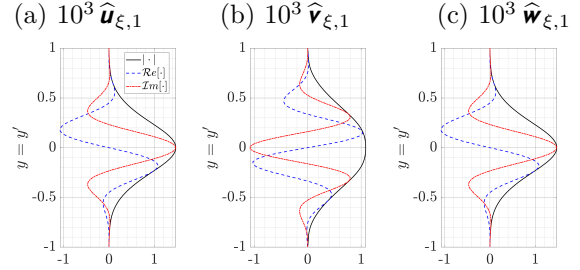 (a) 10³ û_ξ,1 (b) 10³ v̂_ξ,1 (c) 10³ ŵ_ξ,1
|·|
Re[·]
Im[·]
1 1 1
0.5 0.5 0.5
0 0 0
-0.5 -0.5 -0.5
-1 -1 -1
y = y′ y = y′ y = y′
-1 0 1 -1 0 1 -1 0 1